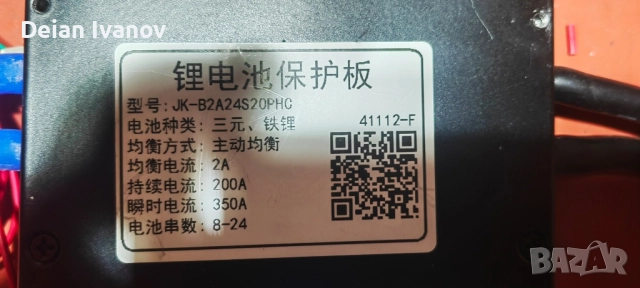 Deian Ivanov
锂电池保护板
型号: JK-B2A24S20PHC
电池种类: 三元、铁锂
41112-F
均衡方式: 主动均衡
均衡电流: 2A
持续电流: 200A
瞬时电流: 350A
电池串数: 8-24
BAZAR
bg